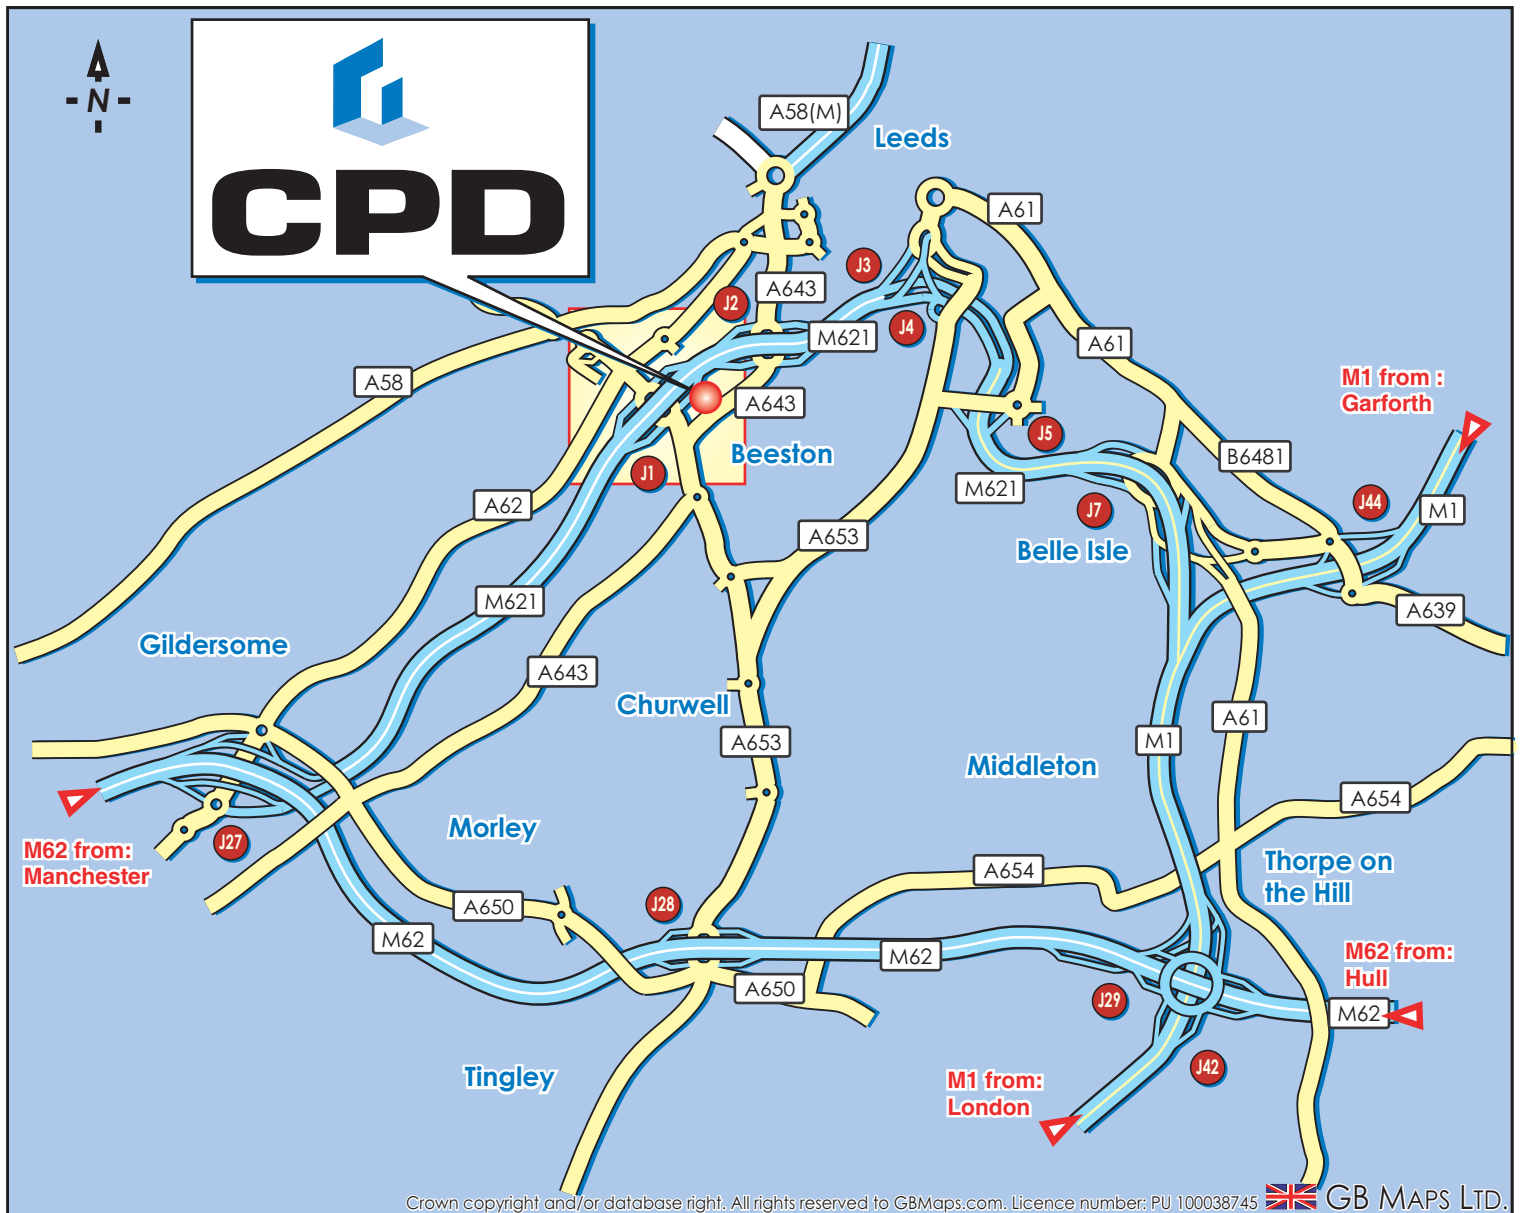 N
CPD
A58(M)
Leeds
A61
J3
J2
A643
M621
J4
A61
A58
M1 from :
Garforth
A643
J5
Beeston
B6481
J1
M621
J44
A62
J7
M1
A653
Belle Isle
M621
A639
Gildersome
A643
Churwell
A61
A653
M1
Middleton
A654
Morley
J27
M62 from:
Manchester
Thorpe on
the Hill
A654
J28
A650
M62
M62
M62 from:
Hull
A650
J29
M62
J42
Tingley
M1 from:
London
Crown copyright and/or database right. All rights reserved to GBMaps.com. Licence number: PU 100038745
GB MAPS LTD.